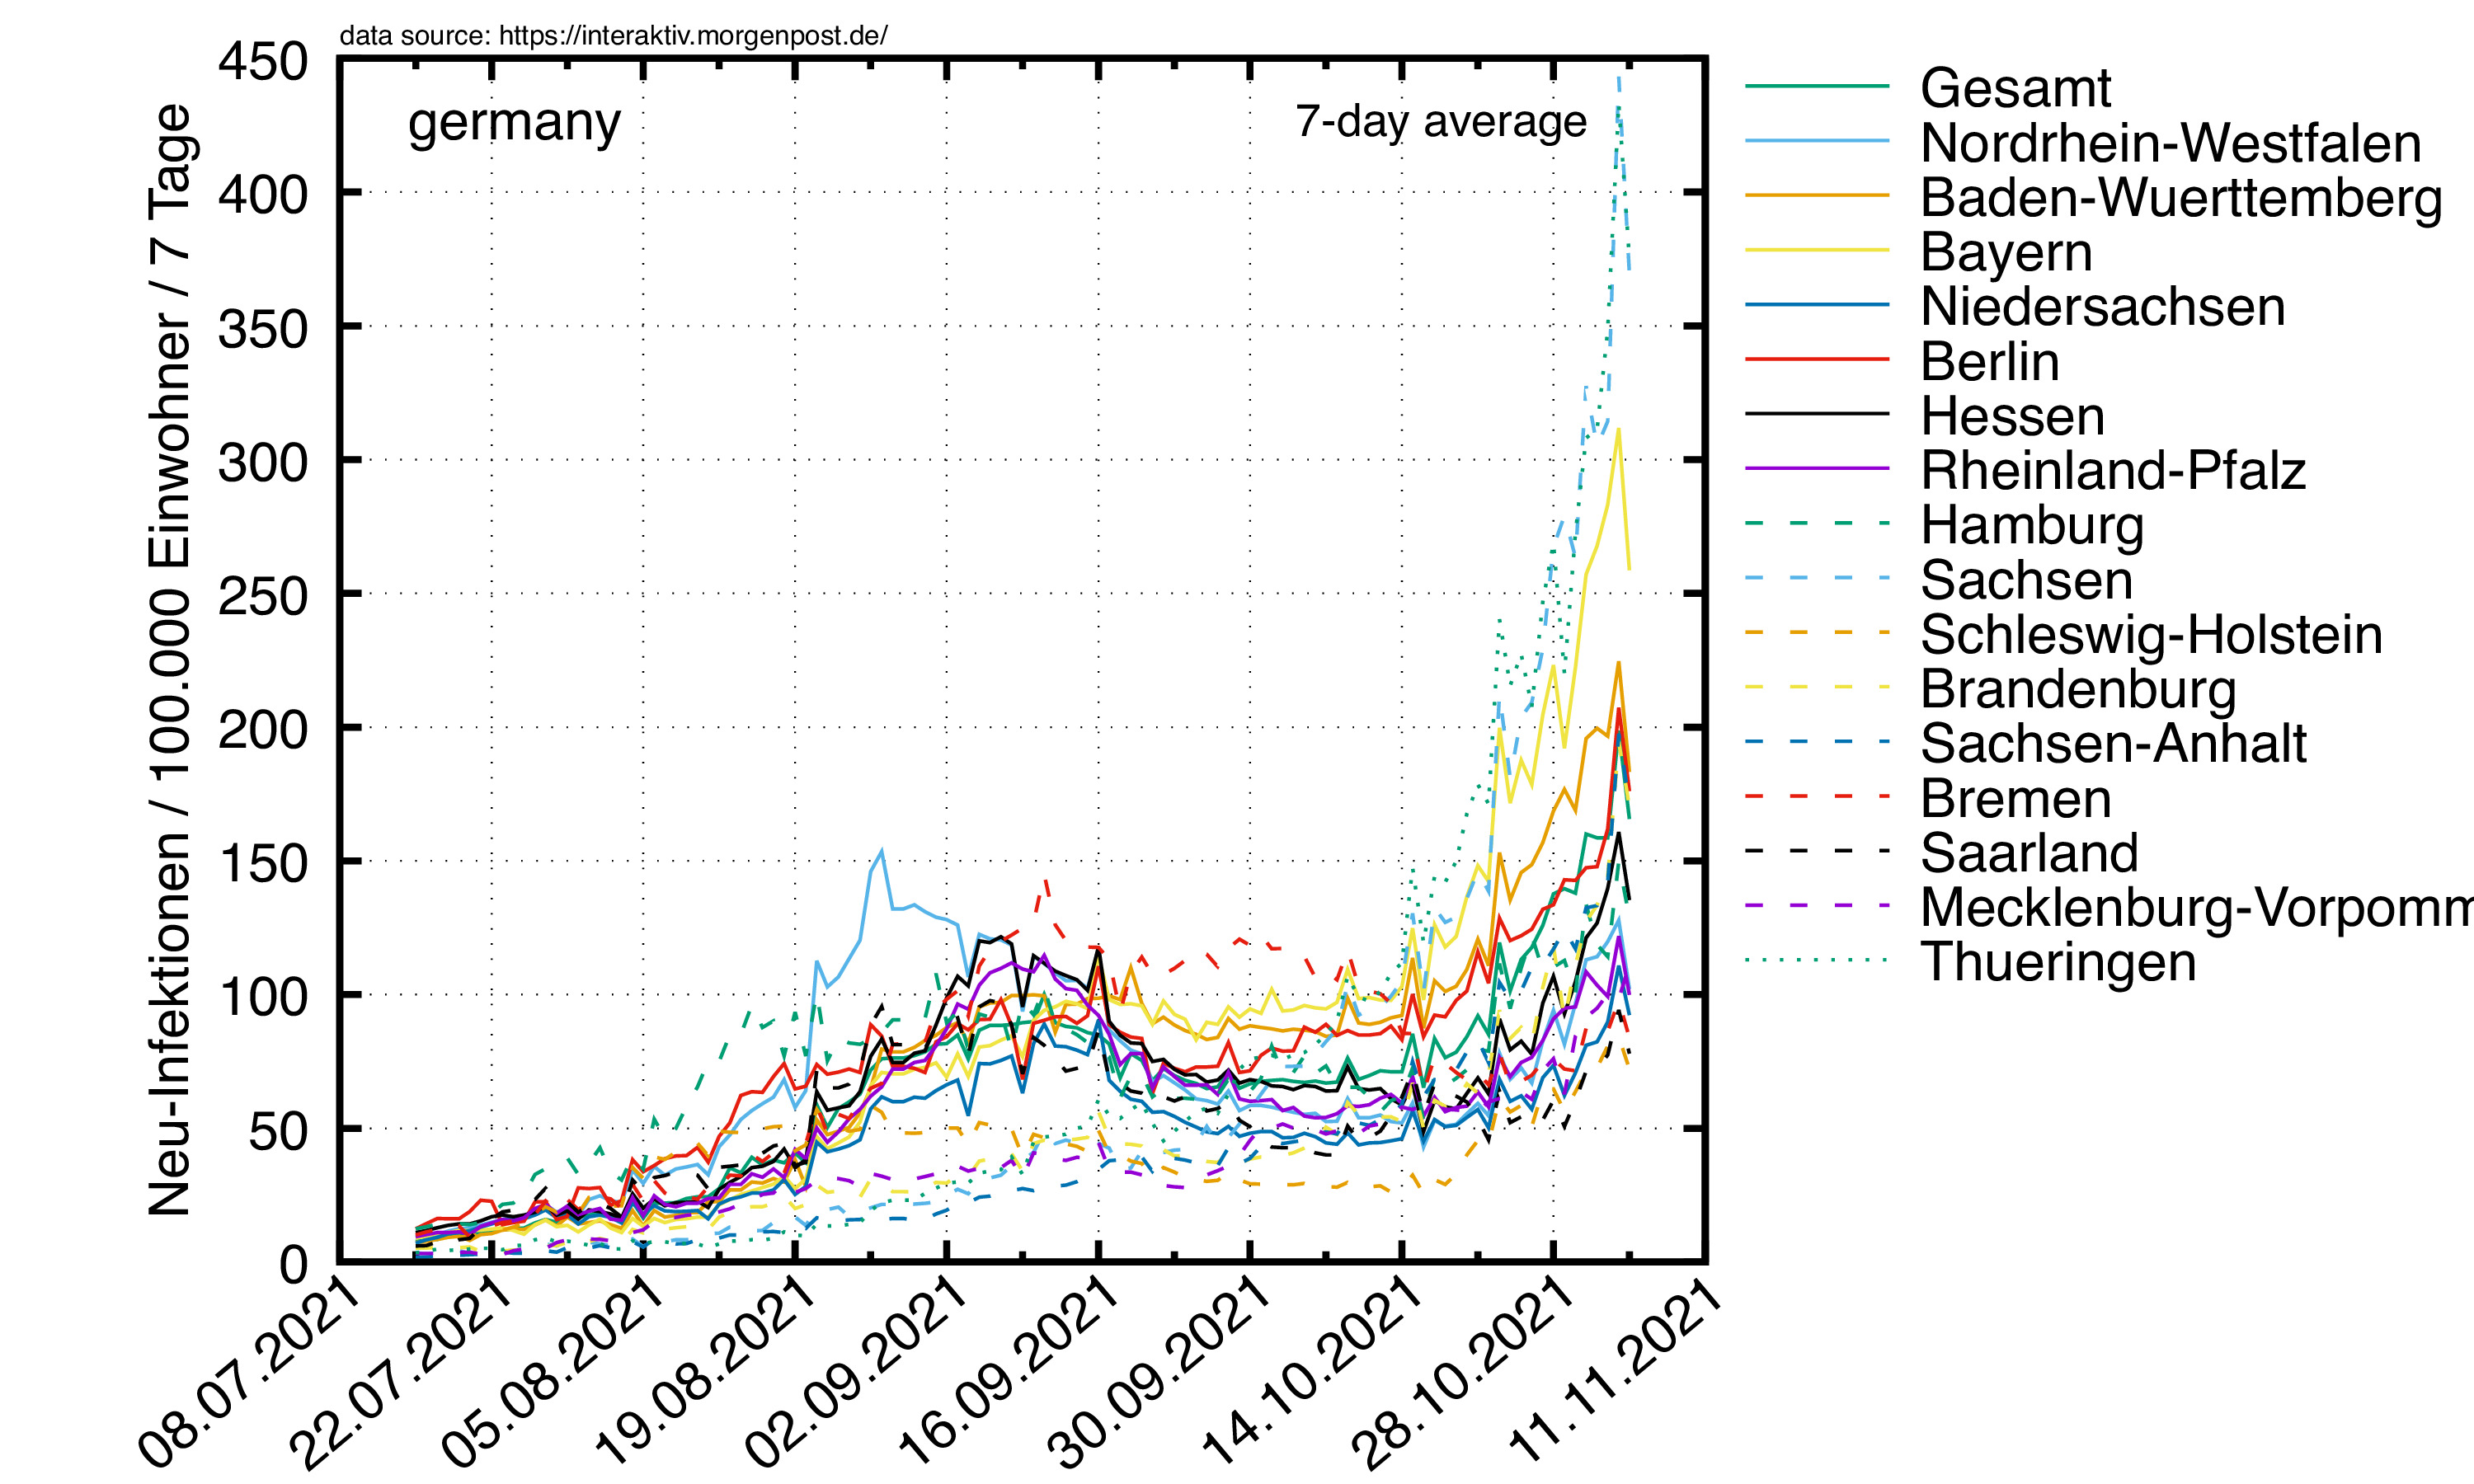 data source: https://interaktiv.morgenpost.de/
germany
7-day average
Neu-Infektionen / 100.000 Einwohner / 7 Tage
450
400
350
300
250
200
150
100
50
0
08.07.2021
22.07.2021
05.08.2021
19.08.2021
02.09.2021
16.09.2021
30.09.2021
14.10.2021
28.10.2021
11.11.2021
Gesamt
Nordrhein-Westfalen
Baden-Wuerttemberg
Bayern
Niedersachsen
Berlin
Hessen
Rheinland-Pfalz
Hamburg
Sachsen
Schleswig-Holstein
Brandenburg
Sachsen-Anhalt
Bremen
Saarland
Mecklenburg-Vorpomm
Thueringen